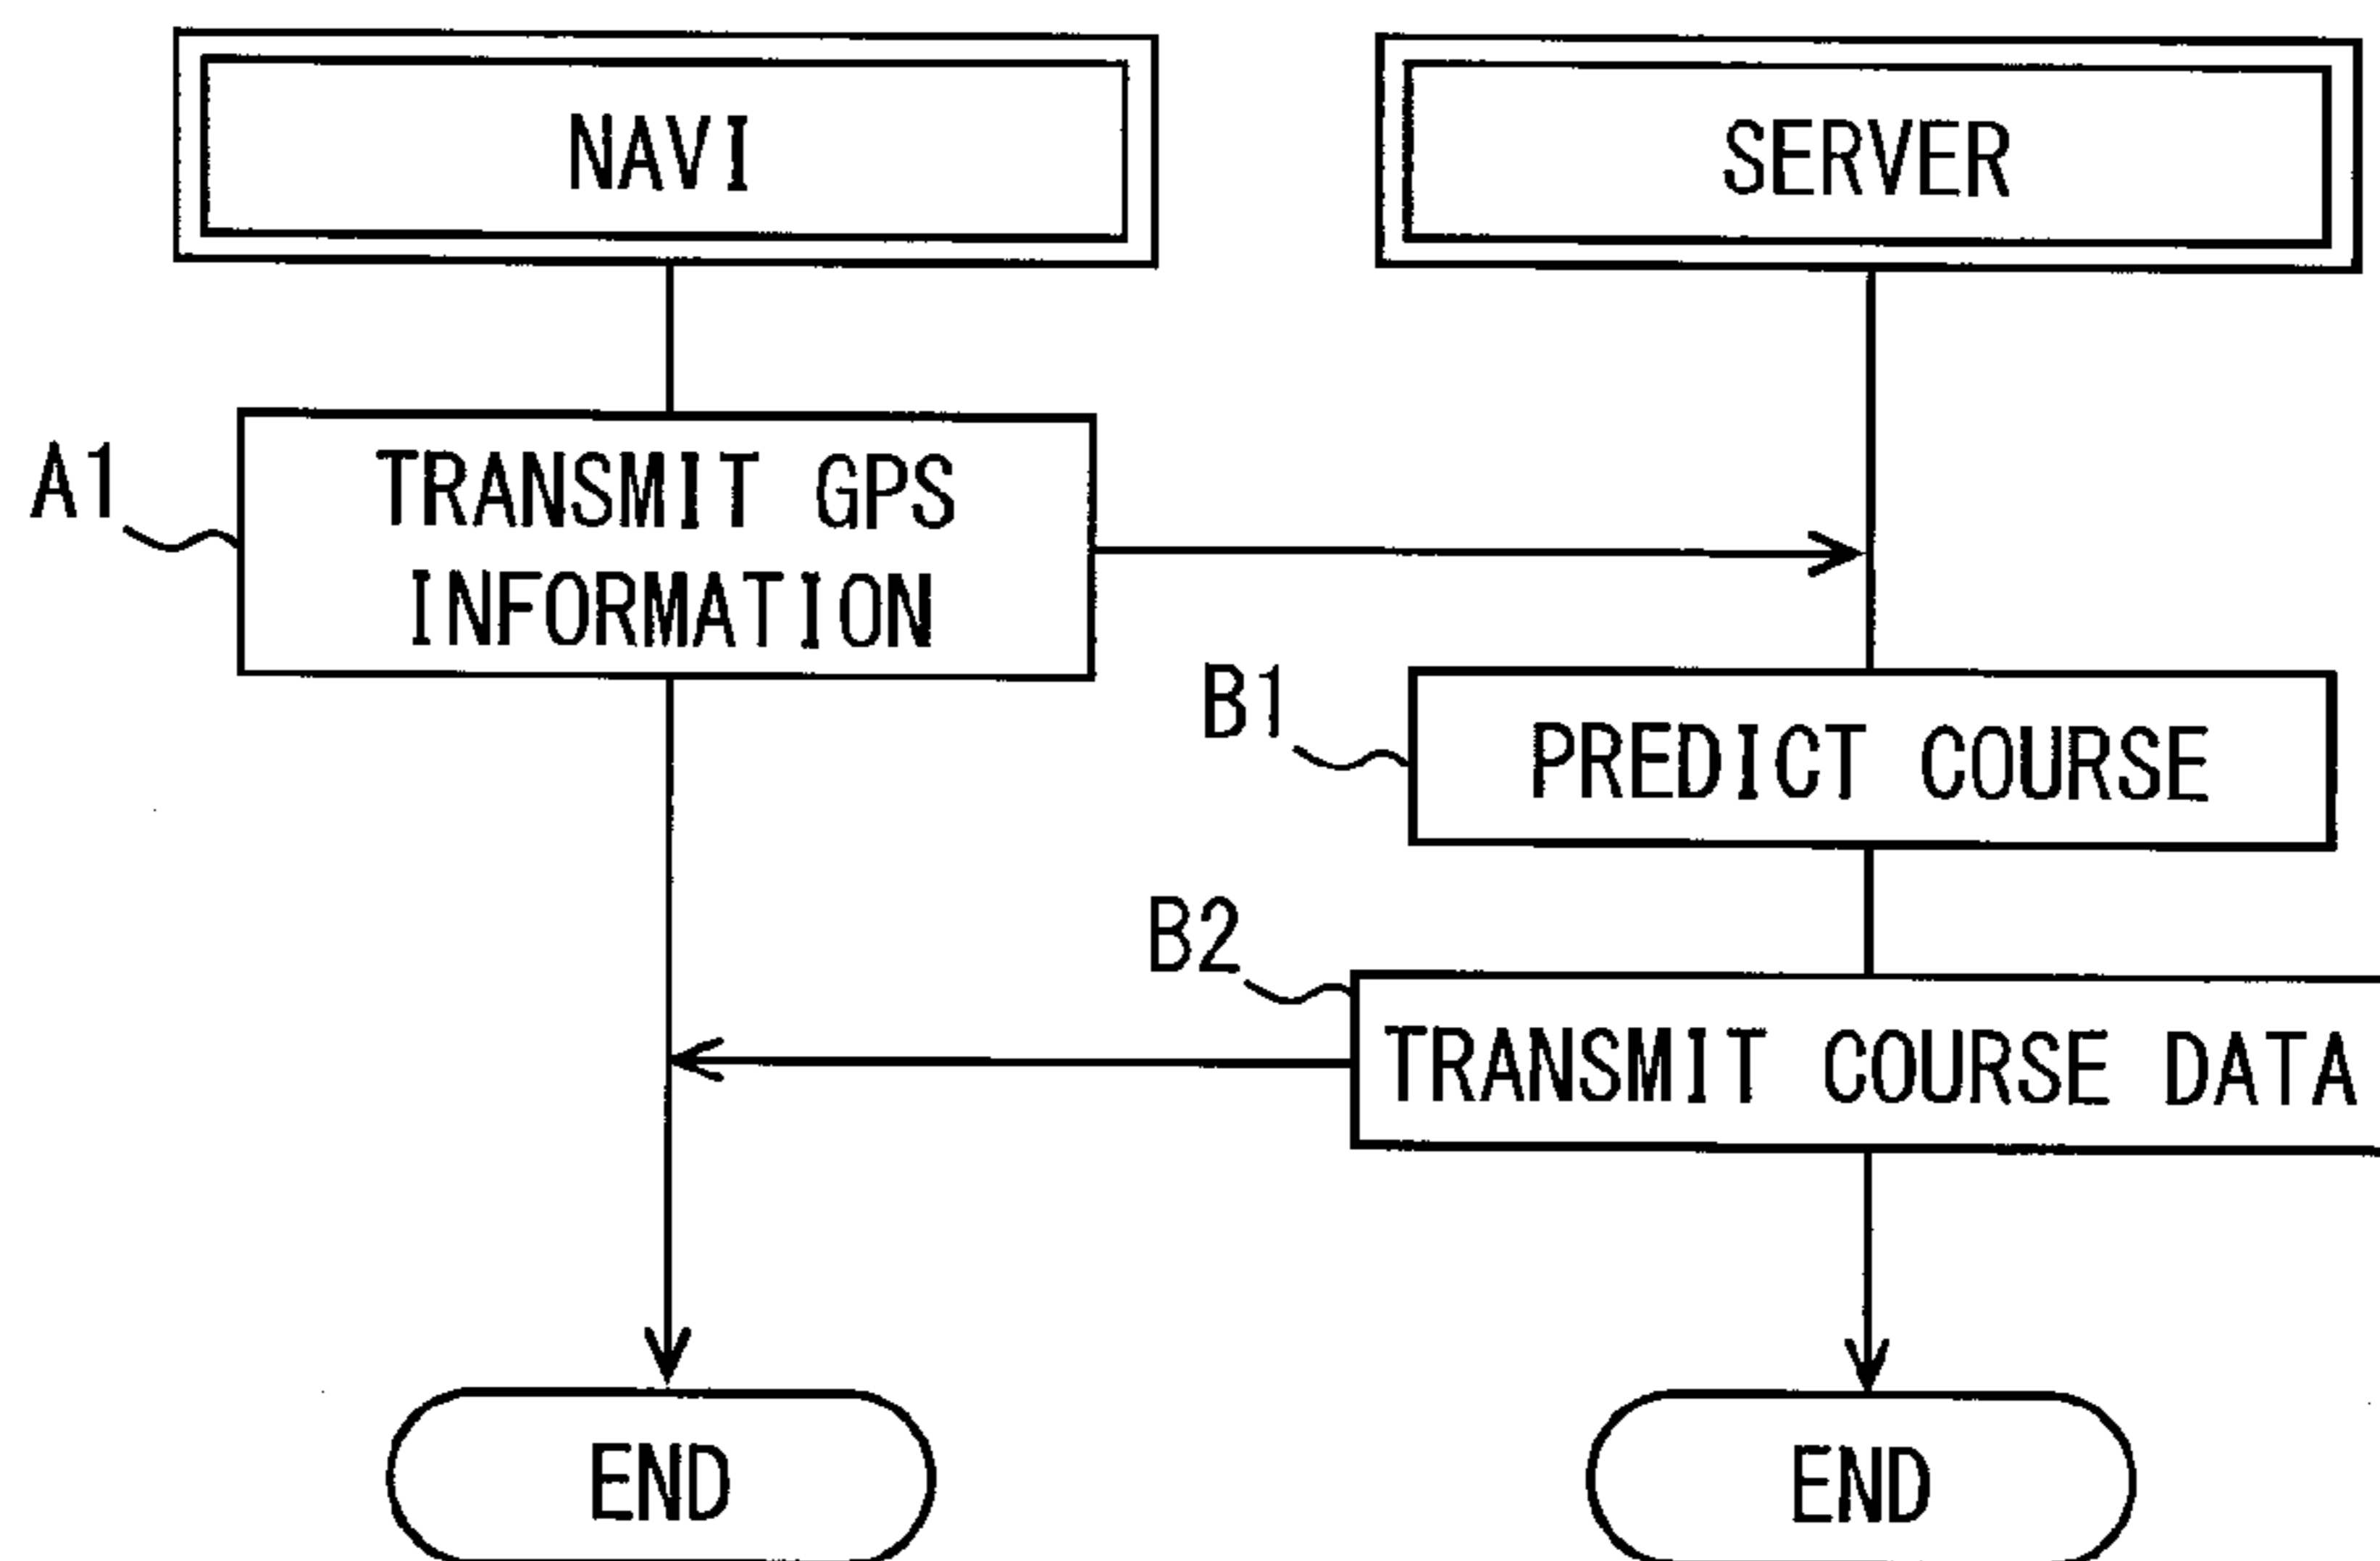 NAVI
SERVER
A1
TRANSMIT GPS
INFORMATION
B1
PREDICT COURSE
B2
TRANSMIT COURSE DATA
END
END